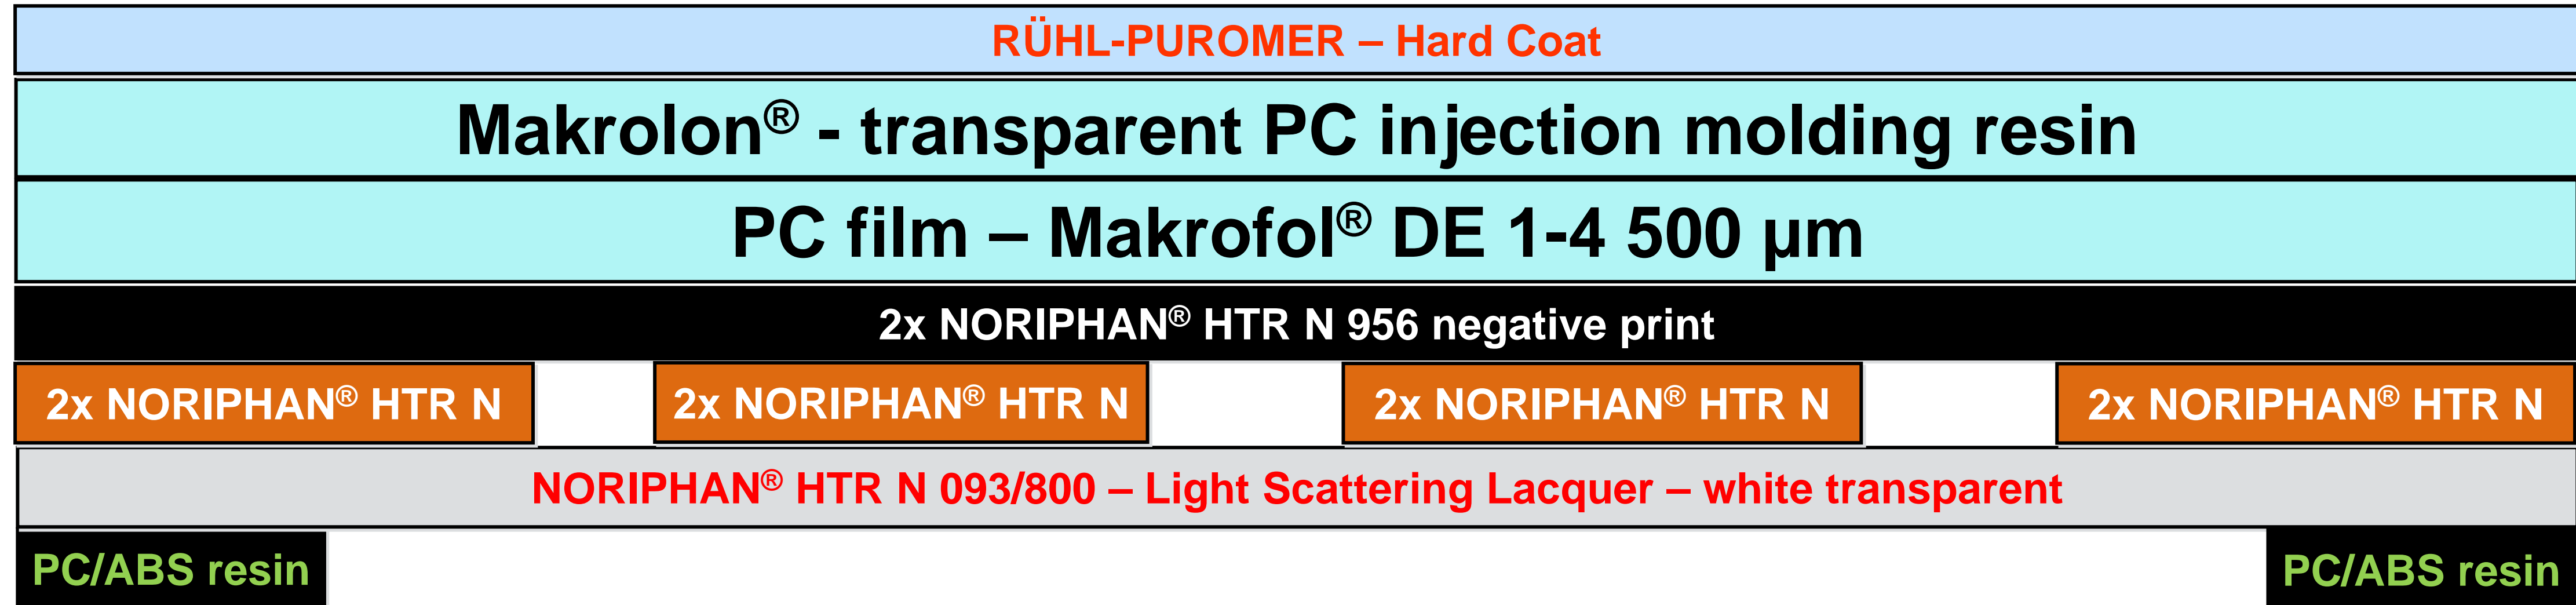 RÜHL-PUROMER – Hard Coat
Makrolon® - transparent PC injection molding resin
PC film – Makrofol® DE 1-4 500 µm
2x NORIPHAN® HTR N 956 negative print
2x NORIPHAN® HTR N
2x NORIPHAN® HTR N
2x NORIPHAN® HTR N
2x NORIPHAN® HTR N
NORIPHAN® HTR N 093/800 – Light Scattering Lacquer – white transparent
PC/ABS resin
PC/ABS resin